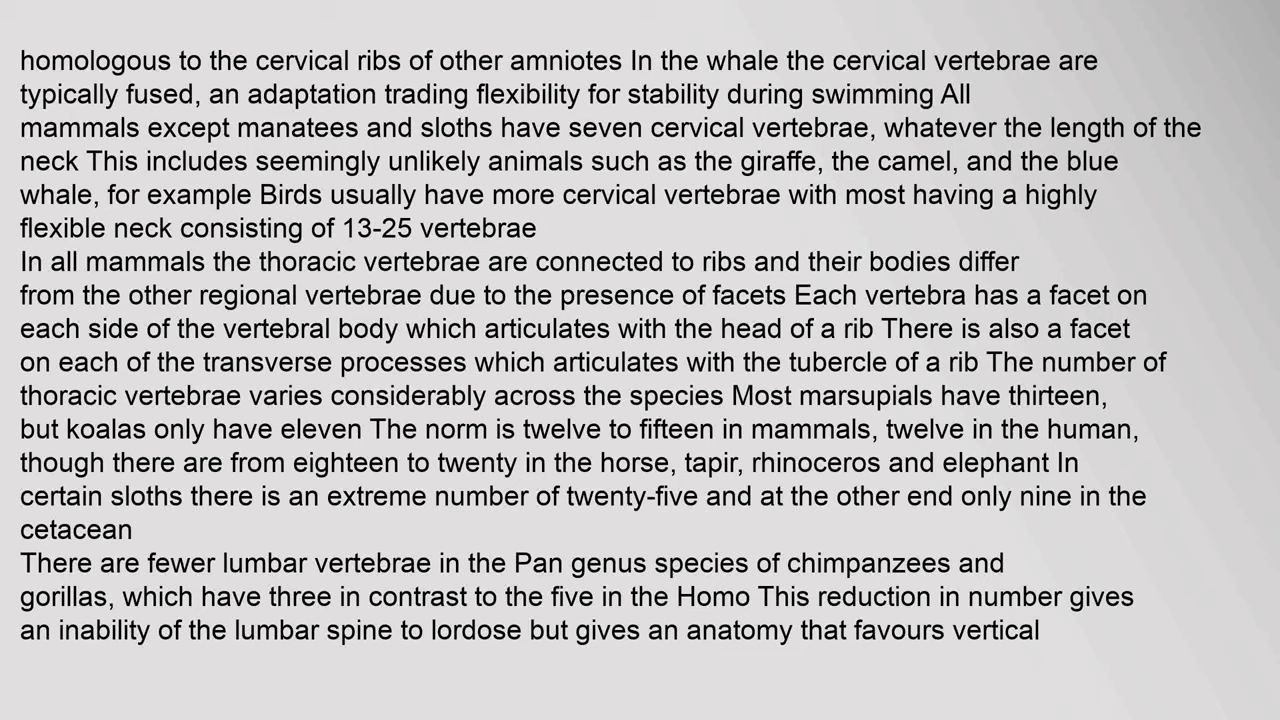 homologous to the cervical ribs of other amniotes In the whale the cervical vertebrae are
typically fused, an adaptation trading flexibility for stability during swimming All
mammals except manatees and sloths have seven cervical vertebrae, whatever the length of the
neck This includes seemingly unlikely animals such as the giraffe, the camel, and the blue
whale, for example Birds usually have more cervical vertebrae with most having a highly
flexible neck consisting of 13-25 vertebrae
In all mammals the thoracic vertebrae are connected to ribs and their bodies differ
from the other regional vertebrae due to the presence of facets Each vertebra has a facet on
each side of the vertebral body which articulates with the head of a rib There is also a facet
on each of the transverse processes which articulates with the tubercle of a rib The number of
thoracic vertebrae varies considerably across the species Most marsupials have thirteen,
but koalas only have eleven The norm is twelve to fifteen in mammals, twelve in the human,
though there are from eighteen to twenty in the horse, tapir, rhinoceros and elephant In
certain sloths there is an extreme number of twenty-five and at the other end only nine in the
cetacean
There are fewer lumbar vertebrae in the Pan genus species of chimpanzees and
gorillas, which have three in contrast to the five in the Homo This reduction in number gives
an inability of the lumbar spine to lordose but gives an anatomy that favours vertical